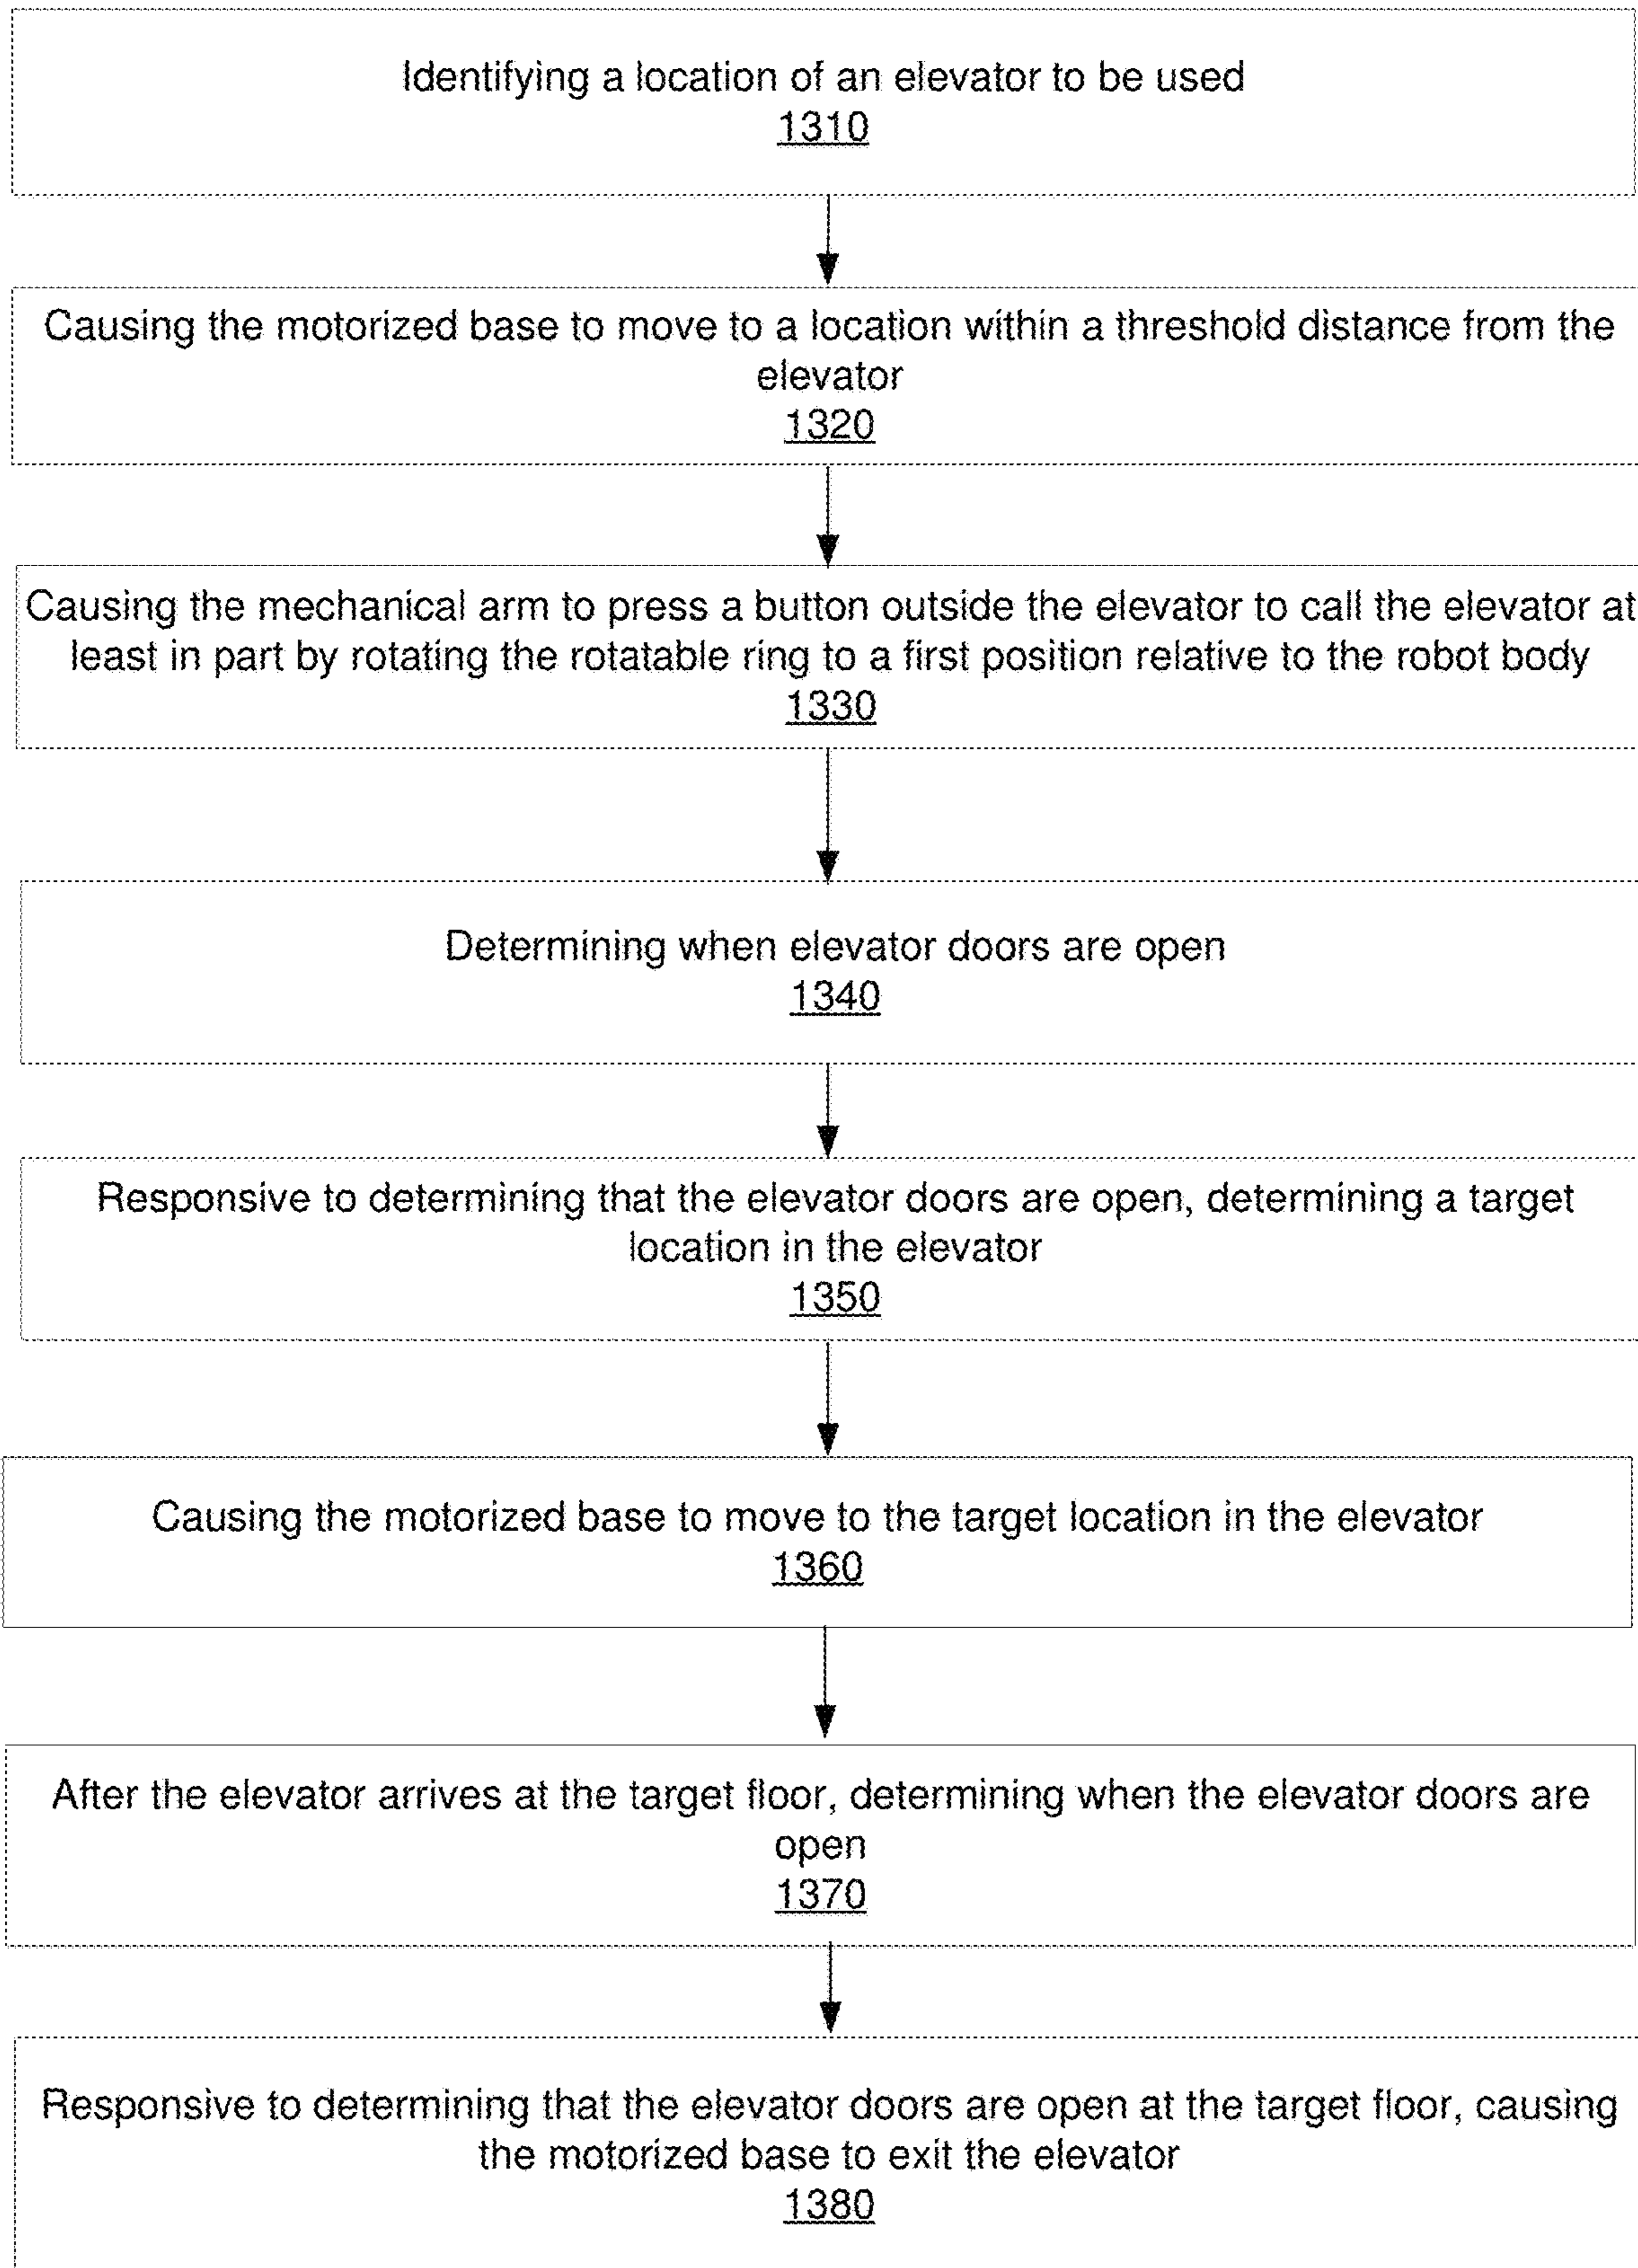 Identifying a location of an elevator to be used
1310
Causing the motorized base to move to a location within a threshold distance from the
elevator
1320
Causing the mechanical arm to press a button outside the elevator to call the elevator at
least in part by rotating the rotatable ring to a first position relative to the robot body
1330
Determining when elevator doors are open
1340
Responsive to determining that the elevator doors are open, determining a target
location in the elevator
1350
Causing the motorized base to move to the target location in the elevator
1360
After the elevator arrives at the target floor, determining when the elevator doors are
open
1370
Responsive to determining that the elevator doors are open at the target floor, causing
the motorized base to exit the elevator
1380